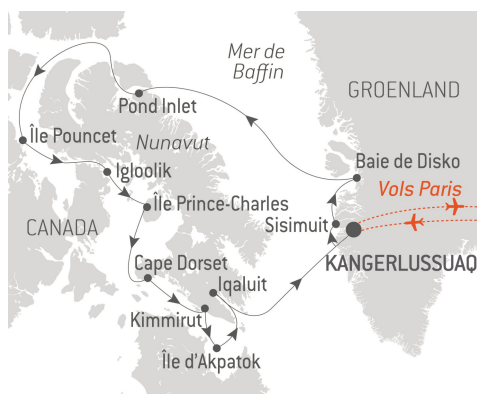 Mer de
Baffin
GROENLAND
Pond Inlet
Île Pouncet
Nunavut
Igloolik
Baie de Disko
Vols Paris
Île Prince-Charles
CANADA
Sisimuit
KANGERLUSSUAQ
Cape Dorset
Iqaluit
Kimmirut
Île d'Akpatok